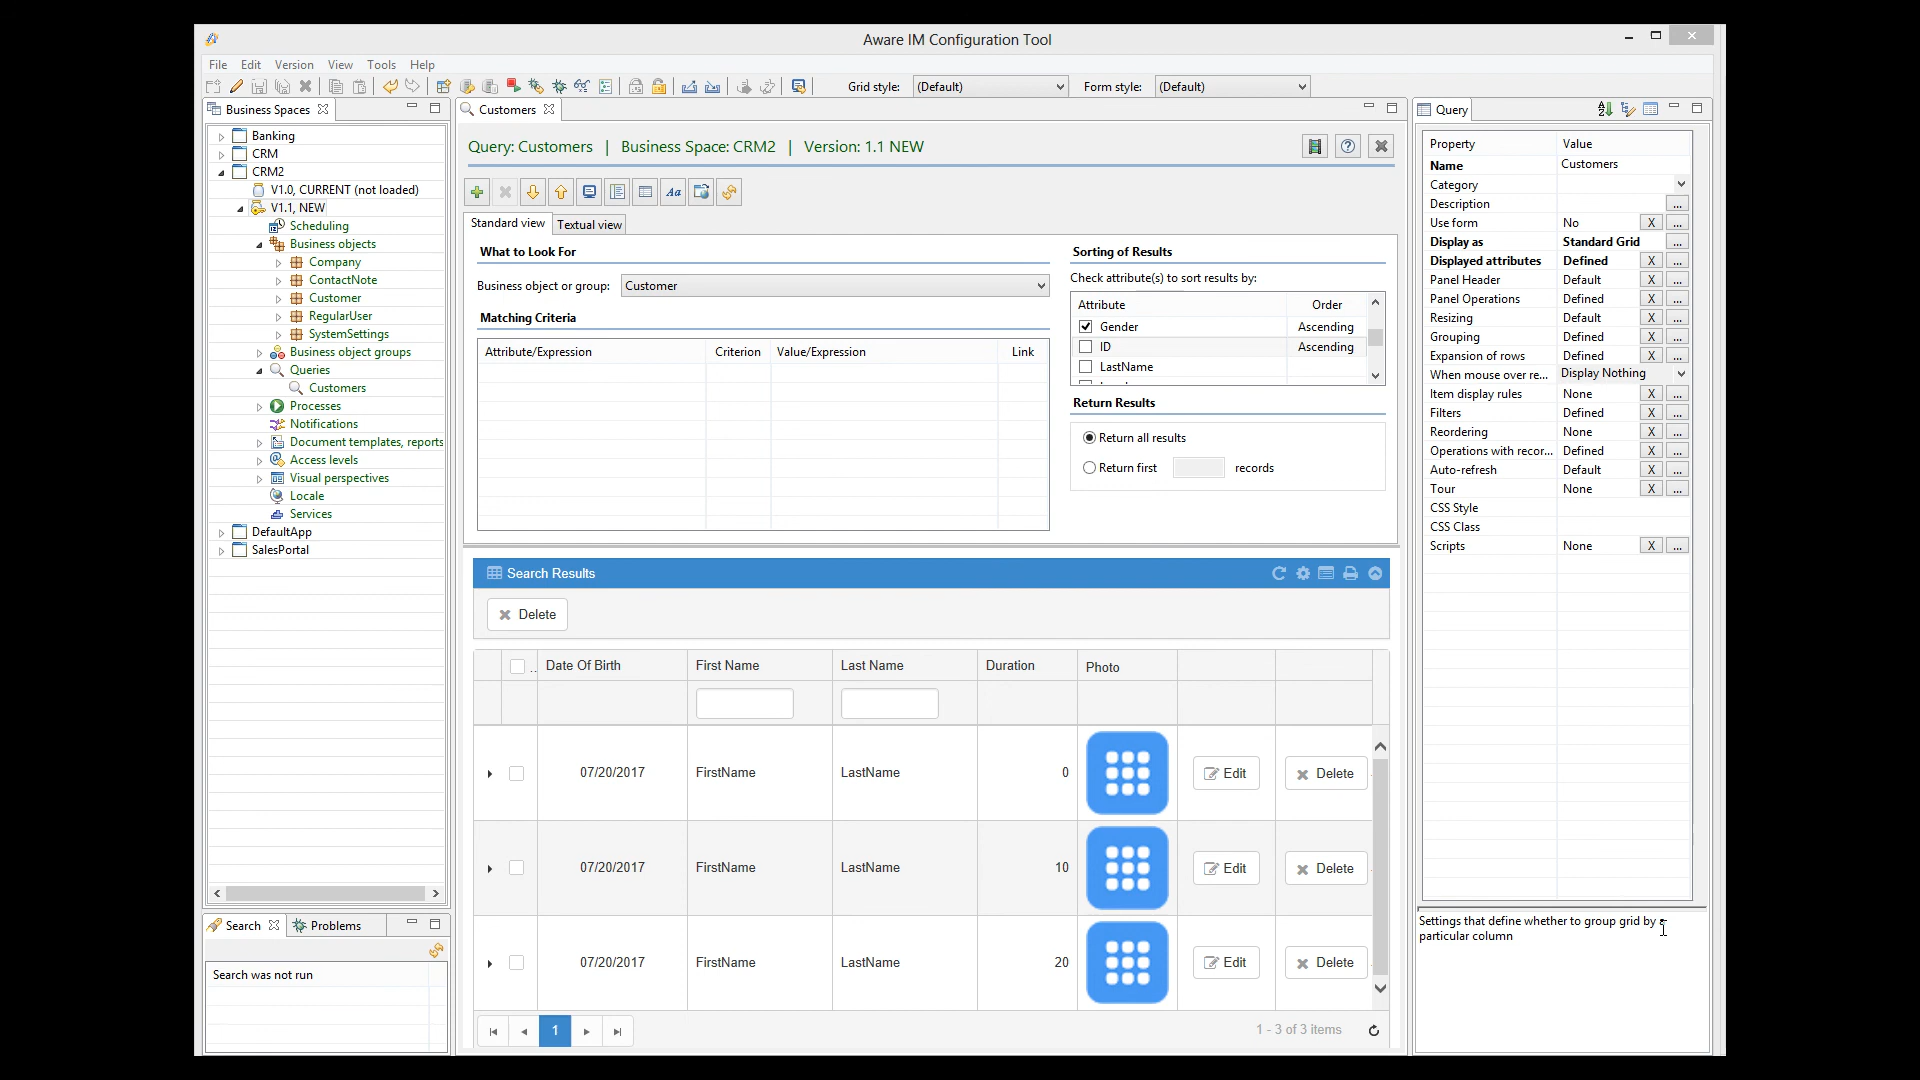 Aware IM Configuration Tool
File Edit Version View Tools Help
Grid style: (Default) Form style: (Default)
Business Spaces
Banking
CRM
CRM2
V1.0, CURRENT (not loaded)
V1.1, NEW
Scheduling
Business objects
Company
ContactNote
Customer
RegularUser
SystemSettings
Business object groups
Queries
Customers
Processes
Notifications
Document templates, reports
Access levels
Visual perspectives
Locale
Services
DefaultApp
SalesPortal
Search Problems
Search was not run
Customers
Query: Customers | Business Space: CRM2 | Version: 1.1 NEW
Aa
Standard view Textual view
What to Look For
Business object or group: Customer
Matching Criteria
Attribute/Expression Criterion Value/Expression Link
Sorting of Results
Check attribute(s) to sort results by:
Attribute Order
Gender Ascending
ID Ascending
LastName
Return Results
Return all results
Return first records
Search Results
Delete
.. Date Of Birth First Name Last Name Duration Photo
07/20/2017 FirstName LastName 0 Edit Delete
07/20/2017 FirstName LastName 10 Edit Delete
07/20/2017 FirstName LastName 20 Edit Delete
1
1 - 3 of 3 items
Query
Property Value
Name Customers
Category
Description ...
Use form No X ...
Display as Standard Grid ...
Displayed attributes Defined X ...
Panel Header Default X ...
Panel Operations Defined X ...
Resizing Default X ...
Grouping Defined X ...
Expansion of rows Defined X ...
When mouse over re... Display Nothing
Item display rules None X ...
Filters Defined X ...
Reordering None X ...
Operations with recor... Defined X ...
Auto-refresh Default X ...
Tour None X ...
CSS Style
CSS Class
Scripts None X ...
Settings that define whether to group grid by
particular column